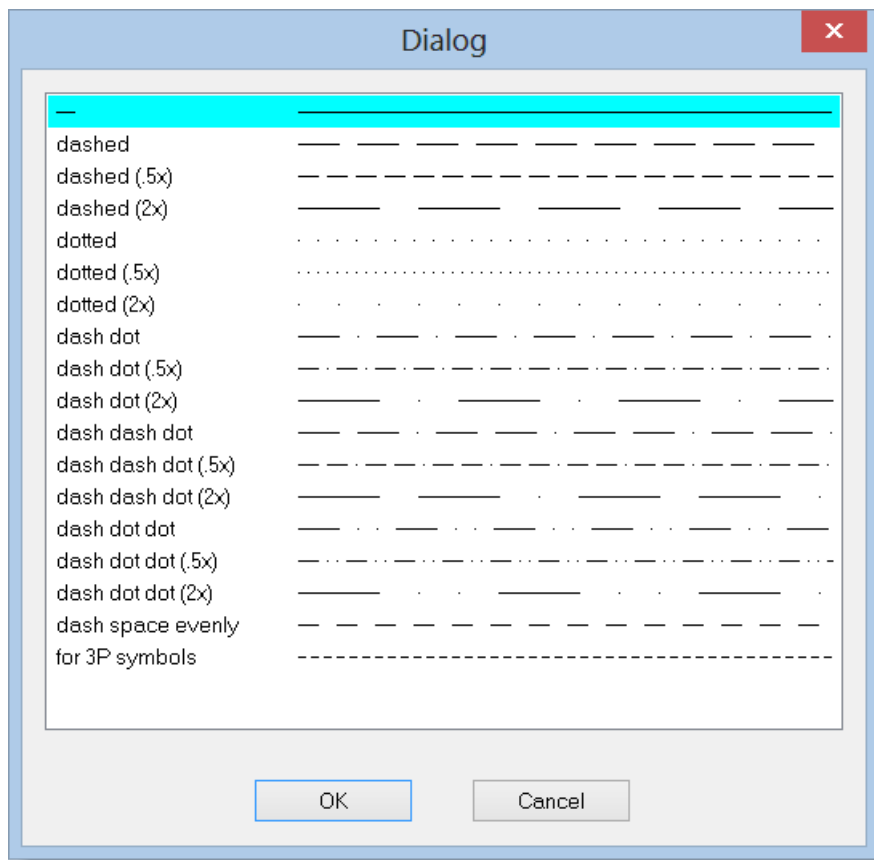 Dialog
—
dashed
dashed (.5x)
dashed (2x)
dotted
dotted (.5x)
dotted (2x)
dash dot
dash dot (.5x)
dash dot (2x)
dash dash dot
dash dash dot (.5x)
dash dash dot (2x)
dash dot dot
dash dot dot (.5x)
dash dot dot (2x)
dash space evenly
for 3P symbols
OK Cancel